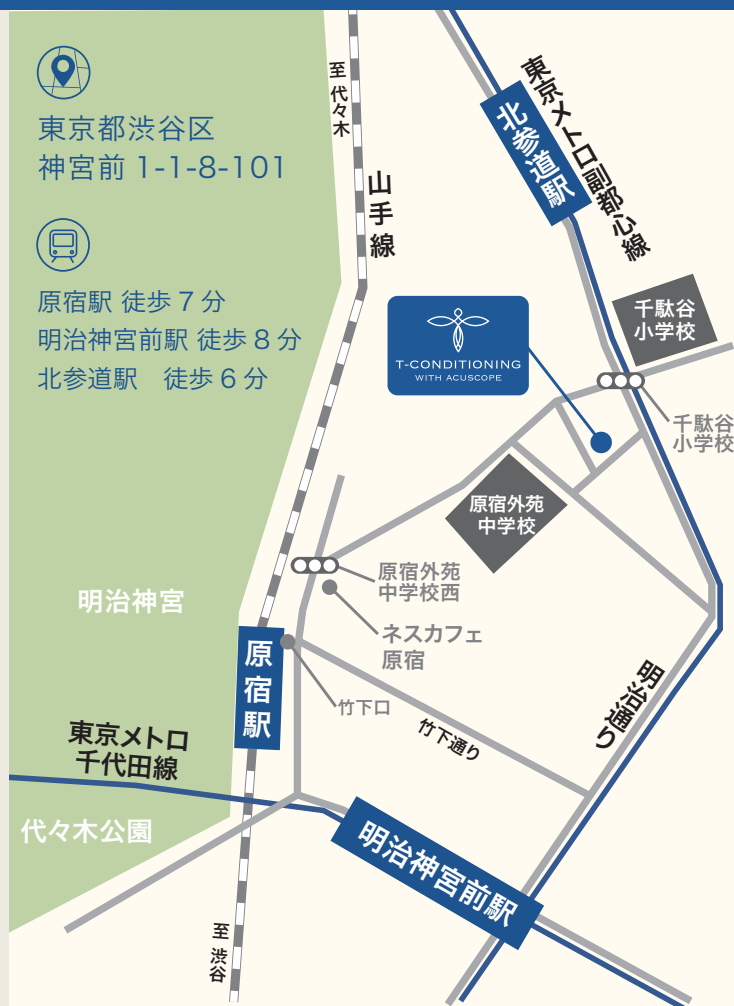 東京都渋谷区
神宮前 1-1-8-101
原宿駅 徒歩 7 分
明治神宮前駅 徒歩 8 分
北参道駅　徒歩 6 分
至 代々木
山手線
北参道駅
東京メトロ副都心線
千駄谷
小学校
T-CONDITIONING
WITH ACUSCOPE
千駄谷
小学校
原宿外苑
中学校
原宿外苑
中学校西
明治神宮
ネスカフェ
原宿
原宿駅
竹下口
竹下通り
明治通り
東京メトロ
千代田線
代々木公園
明治神宮前駅
至 渋谷